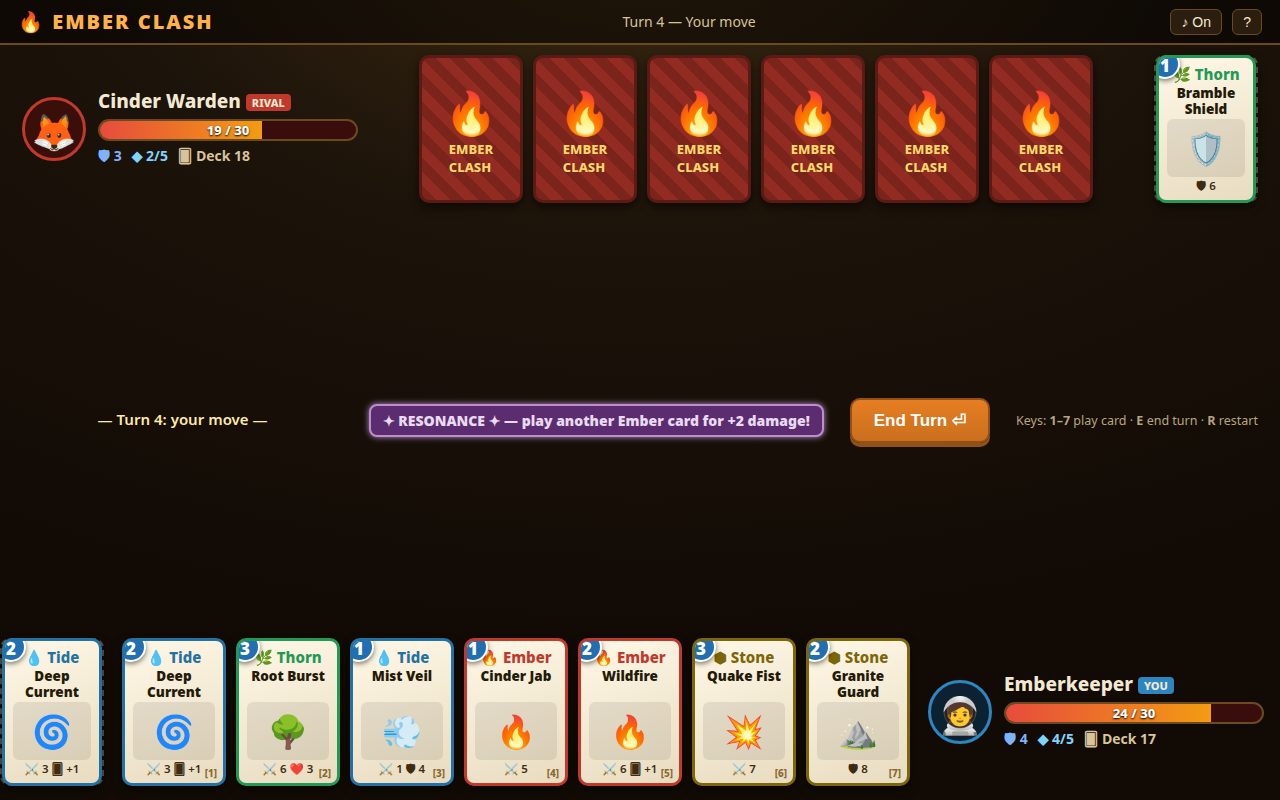 🔥 EMBER CLASH
Turn 4 — Your move
♪ On
?
Cinder Warden RIVAL
19 / 30
3 2/5 Deck 18
EMBER
CLASH
EMBER
CLASH
EMBER
CLASH
EMBER
CLASH
EMBER
CLASH
EMBER
CLASH
1
Thorn
Bramble
Shield
6
— Turn 4: your move —
✦ RESONANCE ✦ — play another Ember card for +2 damage!
End Turn ⏎
Keys: 1–7 play card · E end turn · R restart
2
Tide
Deep
Current
3 +1
2
Tide
Deep
Current
3 +1 [1]
3
Thorn
Root Burst
6 3 [2]
1
Tide
Mist Veil
1 4 [3]
1
Ember
Cinder Jab
5 [4]
2
Ember
Wildfire
6 +1 [5]
3
Stone
Quake Fist
7 [6]
2
Stone
Granite
Guard
8 [7]
Emberkeeper YOU
24 / 30
4 4/5 Deck 17